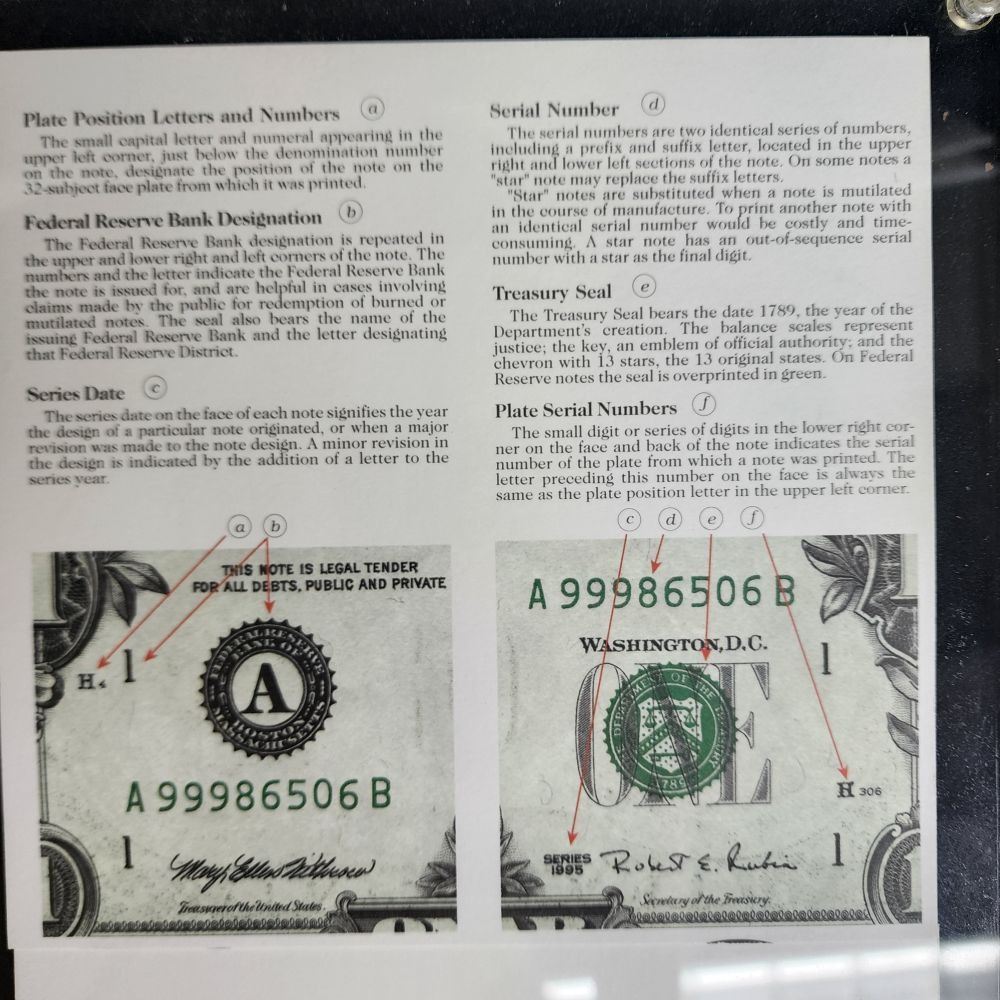 Plate Position Letters and Numbers a
The small capital letter and numeral appearing in the
upper left corner, just below the denomination number
on the note, designate the position of the note on the
32-subject face plate from which it was printed.
Federal Reserve Bank Designation b
The Federal Reserve Bank designation is repeated in
the upper and lower right and left corners of the note. The
numbers and the letter indicate the Federal Reserve Bank
the note is issued for, and are helpful in cases involving
claims made by the public for redemption of burned or
mutilated notes. The seal also bears the name of the
issuing Federal Reserve Bank and the letter designating
that Federal Reserve District.
Series Date c
The series date on the face of each note signifies the year
the design of a particular note originated, or when a major
revision was made to the note design. A minor revision in
the design is indicated by the addition of a letter to the
series year.
Serial Number d
The serial numbers are two identical series of numbers,
including a prefix and suffix letter, located in the upper
right and lower left sections of the note. On some notes a
"star" note may replace the suffix letters.
"Star" notes are substituted when a note is mutilated
in the course of manufacture. To print another note with
an identical serial number would be costly and time-
consuming. A star note has an out-of-sequence serial
number with a star as the final digit.
Treasury Seal e
The Treasury Seal bears the date 1789, the year of the
Department's creation. The balance scales represent
justice; the key, an emblem of official authority; and the
chevron with 13 stars, the 13 original states. On Federal
Reserve notes the seal is overprinted in green.
Plate Serial Numbers f
The small digit or series of digits in the lower right cor-
ner on the face and back of the note indicates the serial
number of the plate from which a note was printed. The
letter preceding this number on the face is always the
same as the plate position letter in the upper left corner.
a b
THIS NOTE IS LEGAL TENDER
FOR ALL DEBTS, PUBLIC AND PRIVATE
H4 1
FEDERAL RESERVE
BANK OF
A
BOSTON
MASSACHUSETTS
A 99986506 B
1
Mary Ellen Withrow
Treasurer of the United States.
c d e f
A 99986506 B
WASHINGTON, D.C.
1
ONE
DEPARTMENT OF THE TREASURY
1789
H 306
SERIES
1995
Robert E. Rubin
1
Secretary of the Treasury.